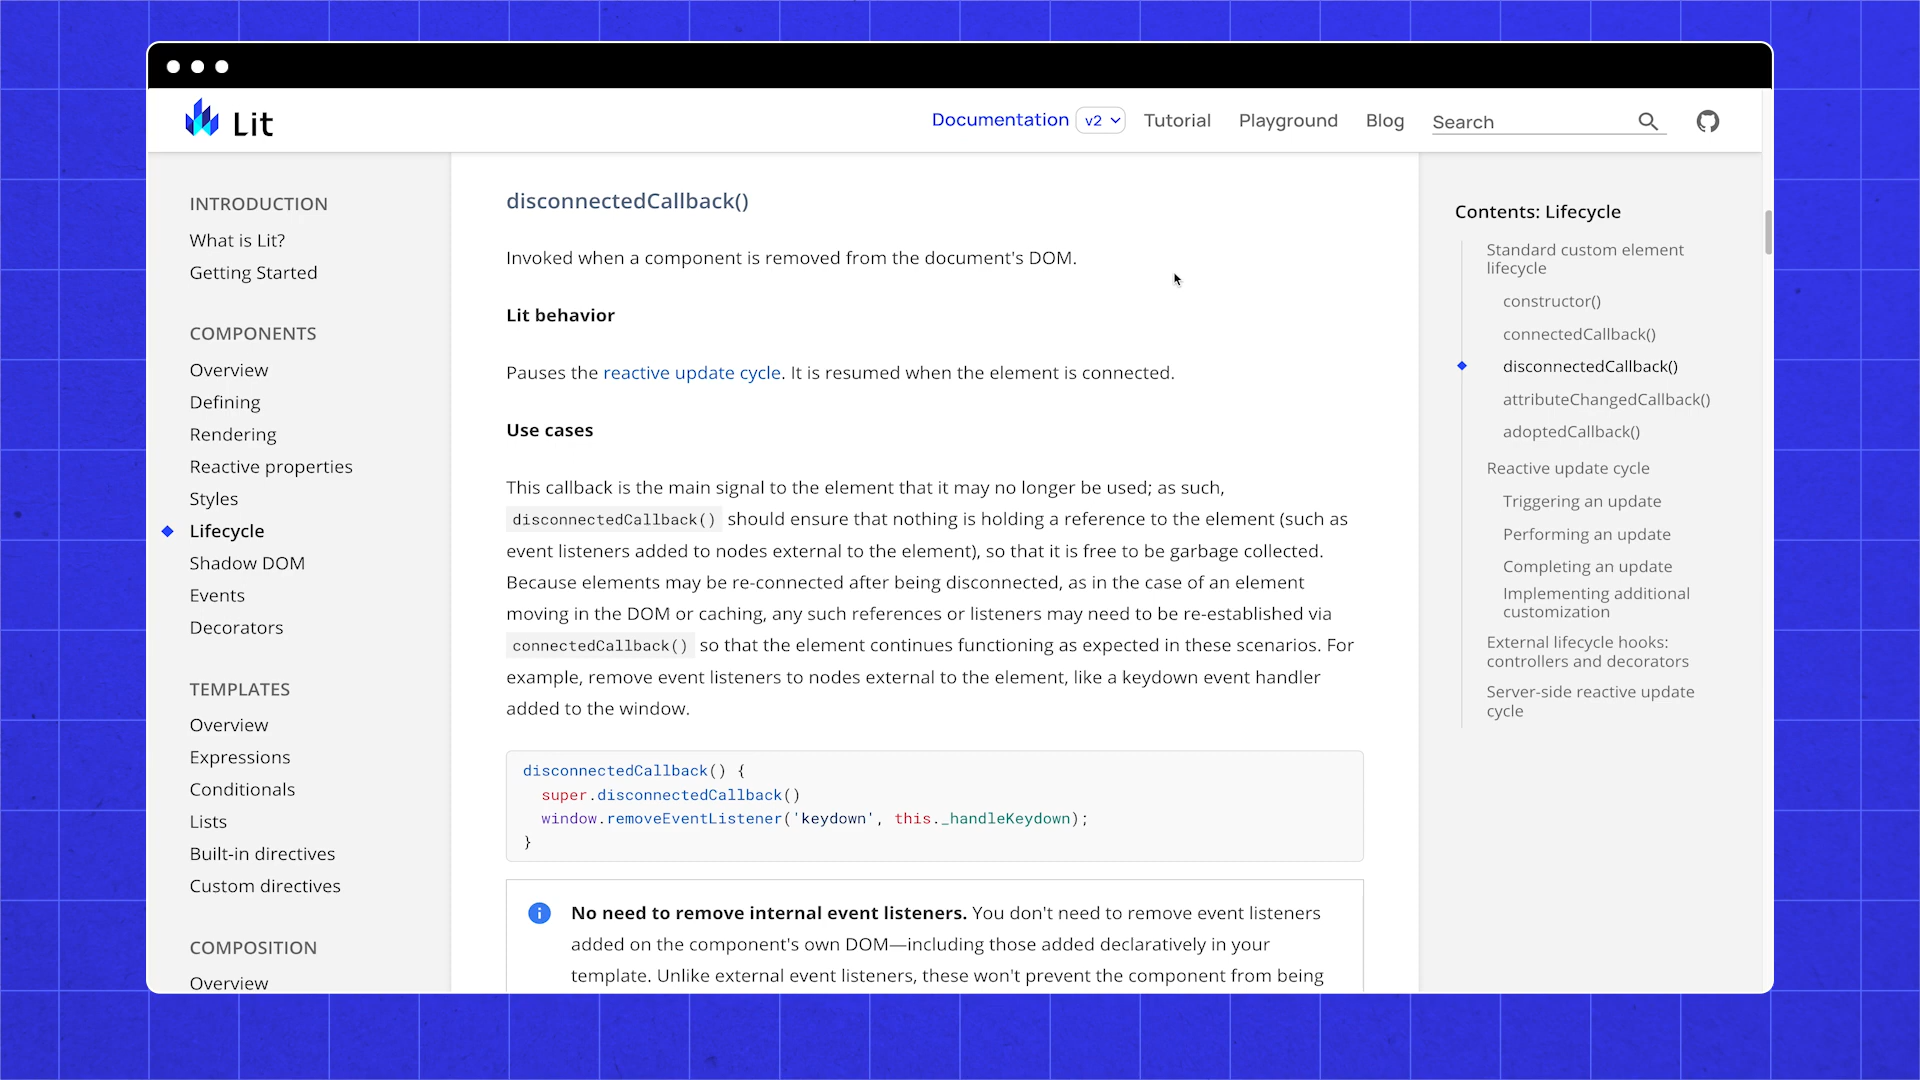 Lit
Documentation v2 Tutorial Playground Blog Search
INTRODUCTION
What is Lit?
Getting Started
COMPONENTS
Overview
Defining
Rendering
Reactive properties
Styles
Lifecycle
Shadow DOM
Events
Decorators
TEMPLATES
Overview
Expressions
Conditionals
Lists
Built-in directives
Custom directives
COMPOSITION
Overview
disconnectedCallback()
Invoked when a component is removed from the document's DOM.
Lit behavior
Pauses the reactive update cycle. It is resumed when the element is connected.
Use cases
This callback is the main signal to the element that it may no longer be used; as such,
disconnectedCallback() should ensure that nothing is holding a reference to the element (such as
event listeners added to nodes external to the element), so that it is free to be garbage collected.
Because elements may be re-connected after being disconnected, as in the case of an element
moving in the DOM or caching, any such references or listeners may need to be re-established via
connectedCallback() so that the element continues functioning as expected in these scenarios. For
example, remove event listeners to nodes external to the element, like a keydown event handler
added to the window.
disconnectedCallback() {
super.disconnectedCallback()
window.removeEventListener('keydown', this._handleKeydown);
}
No need to remove internal event listeners. You don't need to remove event listeners
added on the component's own DOM—including those added declaratively in your
template. Unlike external event listeners, these won't prevent the component from being
Contents: Lifecycle
Standard custom element
lifecycle
constructor()
connectedCallback()
disconnectedCallback()
attributeChangedCallback()
adoptedCallback()
Reactive update cycle
Triggering an update
Performing an update
Completing an update
Implementing additional
customization
External lifecycle hooks:
controllers and decorators
Server-side reactive update
cycle